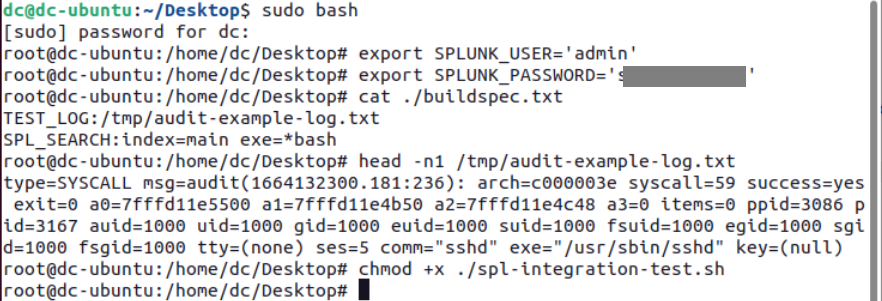 dc@dc-ubuntu:~/Desktop$ sudo bash
[sudo] password for dc:
root@dc-ubuntu:/home/dc/Desktop# export SPLUNK_USER='admin'
root@dc-ubuntu:/home/dc/Desktop# export SPLUNK_PASSWORD='s '
root@dc-ubuntu:/home/dc/Desktop# cat ./buildspec.txt
TEST_LOG:/tmp/audit-example-log.txt
SPL_SEARCH:index=main exe=*bash
root@dc-ubuntu:/home/dc/Desktop# head -n1 /tmp/audit-example-log.txt
type=SYSCALL msg=audit(1664132300.181:236): arch=c000003e syscall=59 success=yes
 exit=0 a0=7fffd11e5500 a1=7fffd11e4b50 a2=7fffd11e4c48 a3=0 items=0 ppid=3086 p
id=3167 auid=1000 uid=1000 gid=1000 euid=1000 suid=1000 fsuid=1000 egid=1000 sgi
d=1000 fsgid=1000 tty=(none) ses=5 comm="sshd" exe="/usr/sbin/sshd" key=(null)
root@dc-ubuntu:/home/dc/Desktop# chmod +x ./spl-integration-test.sh
root@dc-ubuntu:/home/dc/Desktop#